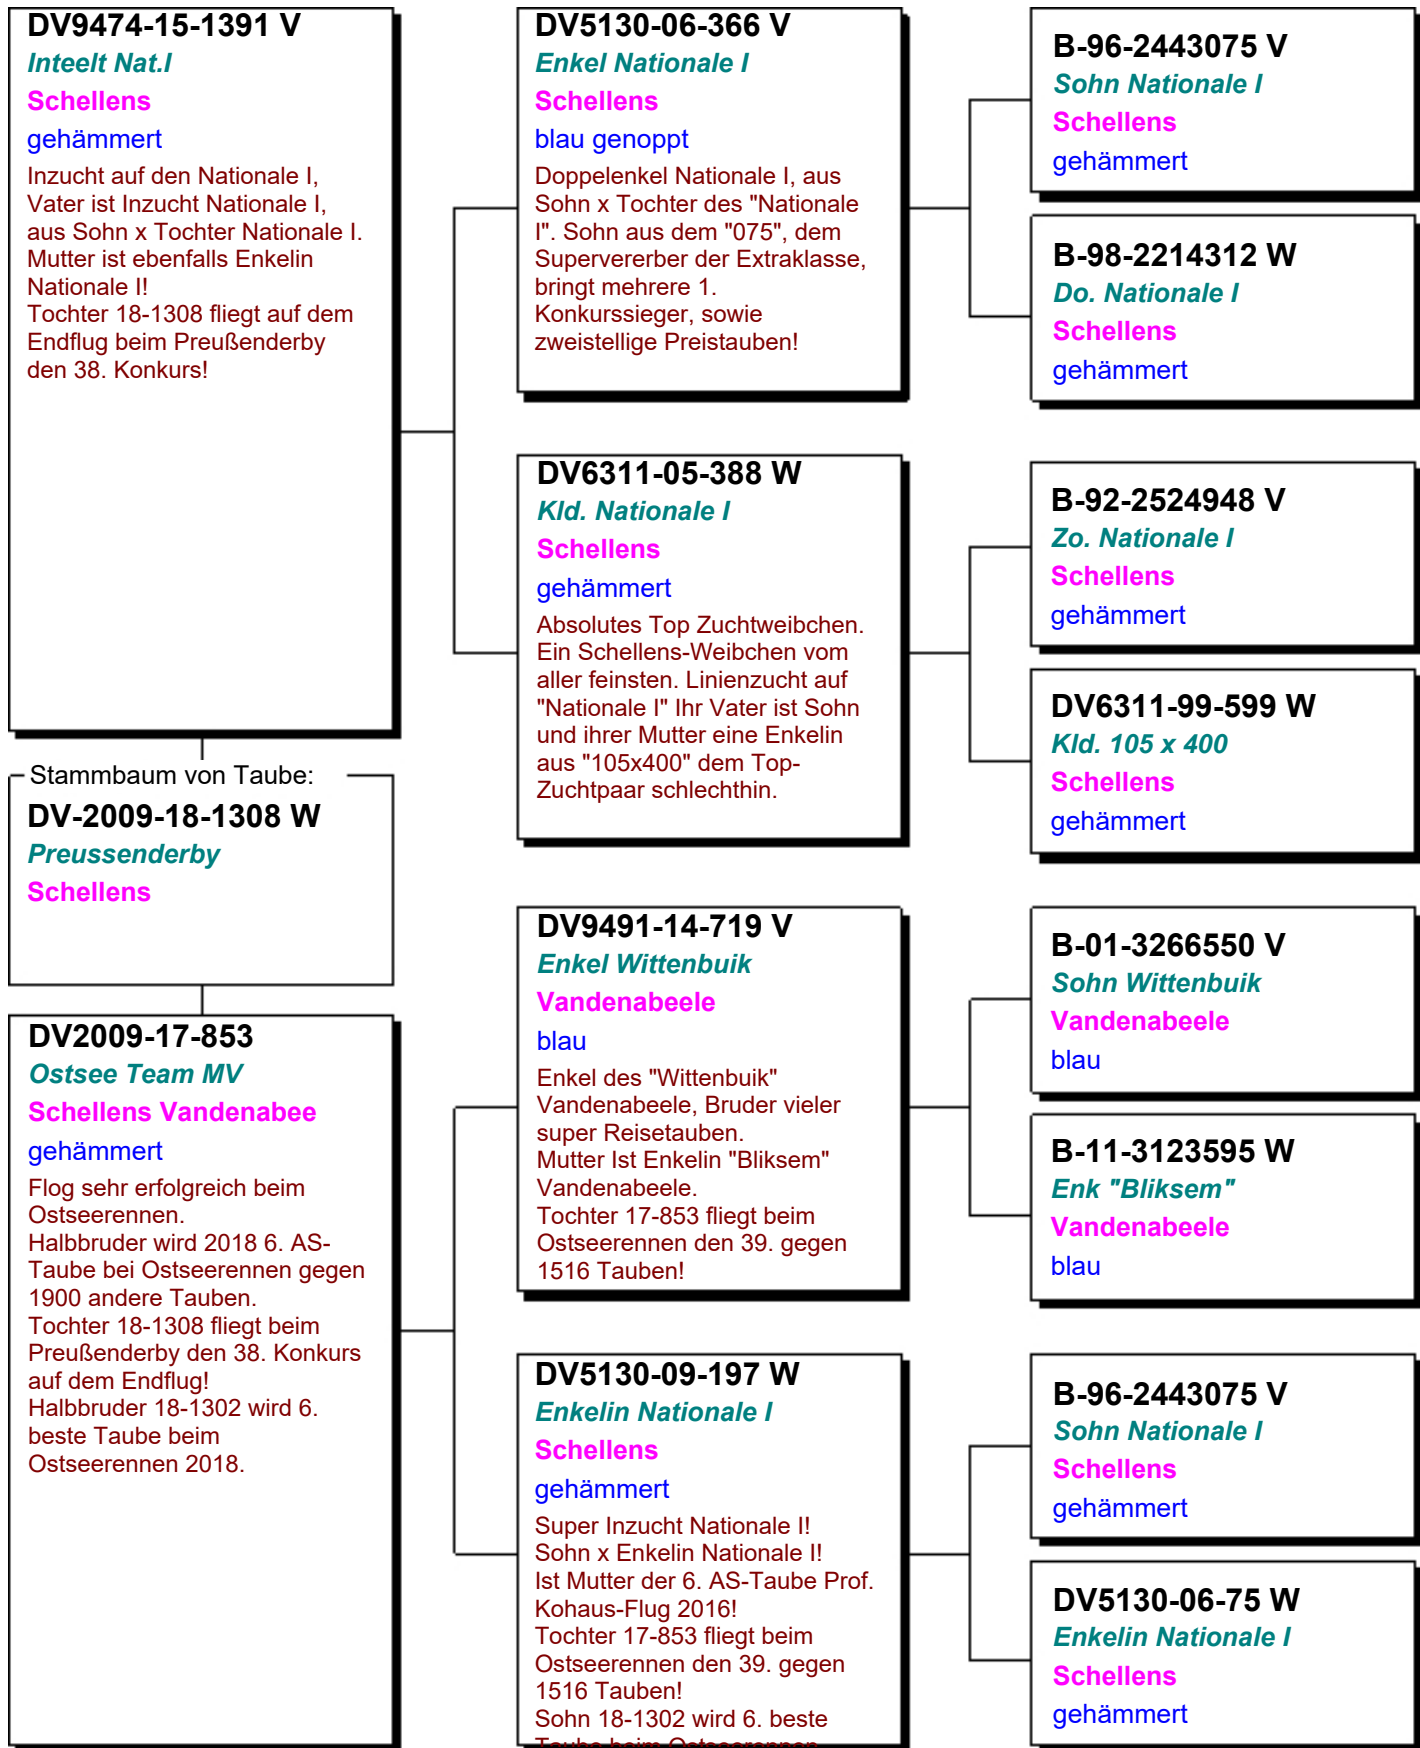 DV9474-15-1391 V
Inteelt Nat.I
Schellens
gehämmert
Inzucht auf den Nationale I,
Vater ist Inzucht Nationale I,
aus Sohn x Tochter Nationale I.
Mutter ist ebenfalls Enkelin
Nationale I!
Tochter 18-1308 fliegt auf dem
Endflug beim Preußenderby
den 38. Konkurs!
Stammbaum von Taube:
DV-2009-18-1308 W
Preussenderby
Schellens
DV2009-17-853
Ostsee Team MV
Schellens Vandenabee
gehämmert
Flog sehr erfolgreich beim
Ostseerennen.
Halbbruder wird 2018 6. AS-
Taube bei Ostseerennen gegen
1900 andere Tauben.
Tochter 18-1308 fliegt beim
Preußenderby den 38. Konkurs
auf dem Endflug!
Halbbruder 18-1302 wird 6.
beste Taube beim
Ostseerennen 2018.
DV5130-06-366 V
Enkel Nationale I
Schellens
blau genoppt
Doppelenkel Nationale I, aus
Sohn x Tochter des "Nationale
I". Sohn aus dem "075", dem
Supervererber der Extraklasse,
bringt mehrere 1.
Konkurssieger, sowie
zweistellige Preistauben!
DV6311-05-388 W
Kld. Nationale I
Schellens
gehämmert
Absolutes Top Zuchtweibchen.
Ein Schellens-Weibchen vom
aller feinsten. Linienzucht auf
"Nationale I" Ihr Vater ist Sohn
und ihrer Mutter eine Enkelin
aus "105x400" dem Top-
Zuchtpaar schlechthin.
DV9491-14-719 V
Enkel Wittenbuik
Vandenabeele
blau
Enkel des "Wittenbuik"
Vandenabeele, Bruder vieler
super Reisetauben.
Mutter Ist Enkelin "Bliksem"
Vandenabeele.
Tochter 17-853 fliegt beim
Ostseerennen den 39. gegen
1516 Tauben!
DV5130-09-197 W
Enkelin Nationale I
Schellens
gehämmert
Super Inzucht Nationale I!
Sohn x Enkelin Nationale I!
Ist Mutter der 6. AS-Taube Prof.
Kohaus-Flug 2016!
Tochter 17-853 fliegt beim
Ostseerennen den 39. gegen
1516 Tauben!
Sohn 18-1302 wird 6. beste
Taube beim Ostseerennen
B-96-2443075 V
Sohn Nationale I
Schellens
gehämmert
B-98-2214312 W
Do. Nationale I
Schellens
gehämmert
B-92-2524948 V
Zo. Nationale I
Schellens
gehämmert
DV6311-99-599 W
Kld. 105 x 400
Schellens
gehämmert
B-01-3266550 V
Sohn Wittenbuik
Vandenabeele
blau
B-11-3123595 W
Enk "Bliksem"
Vandenabeele
blau
B-96-2443075 V
Sohn Nationale I
Schellens
gehämmert
DV5130-06-75 W
Enkelin Nationale I
Schellens
gehämmert